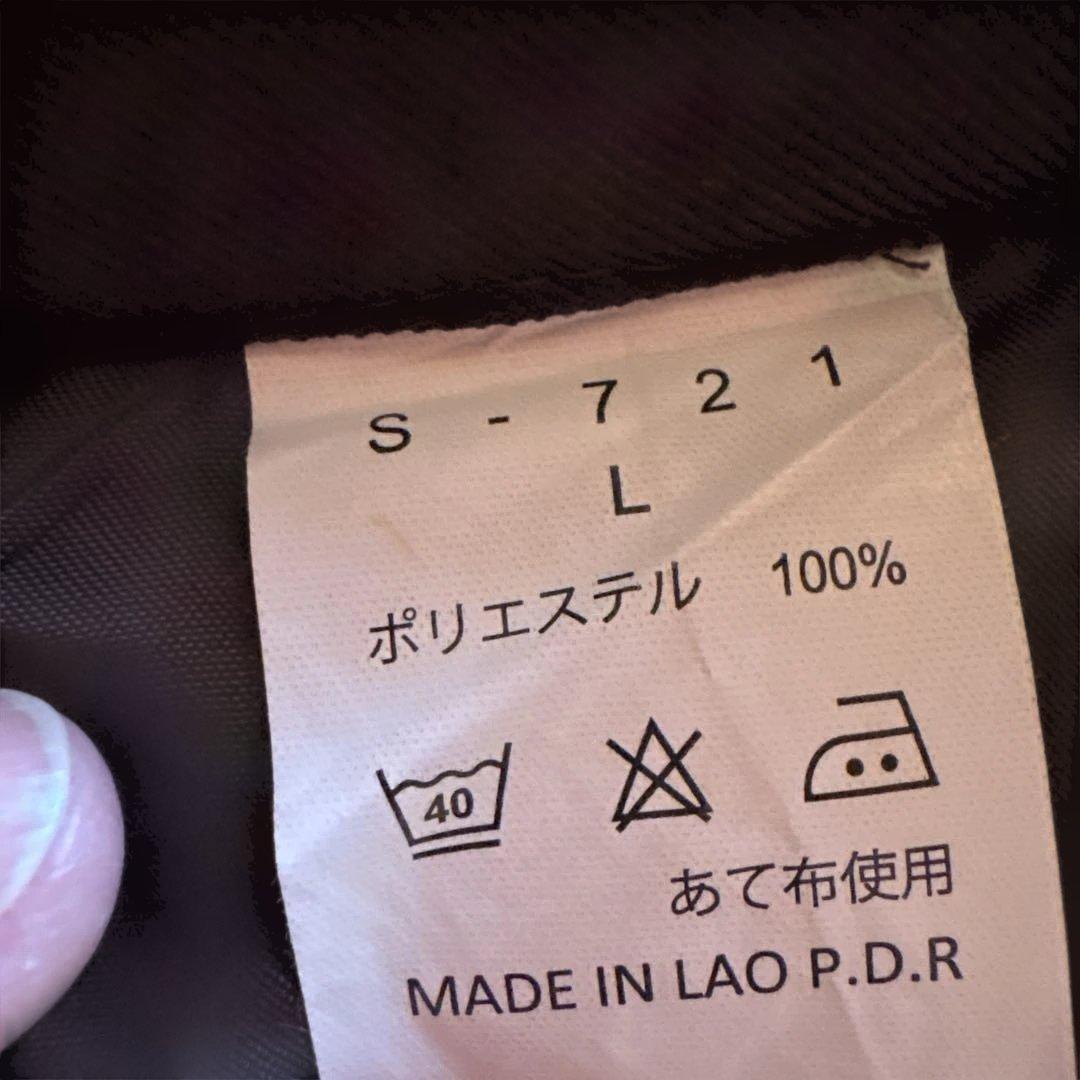 S - 7 2 1
L
ポリエステル 100%
40
あて布使用
MADE IN LAO P.D.R